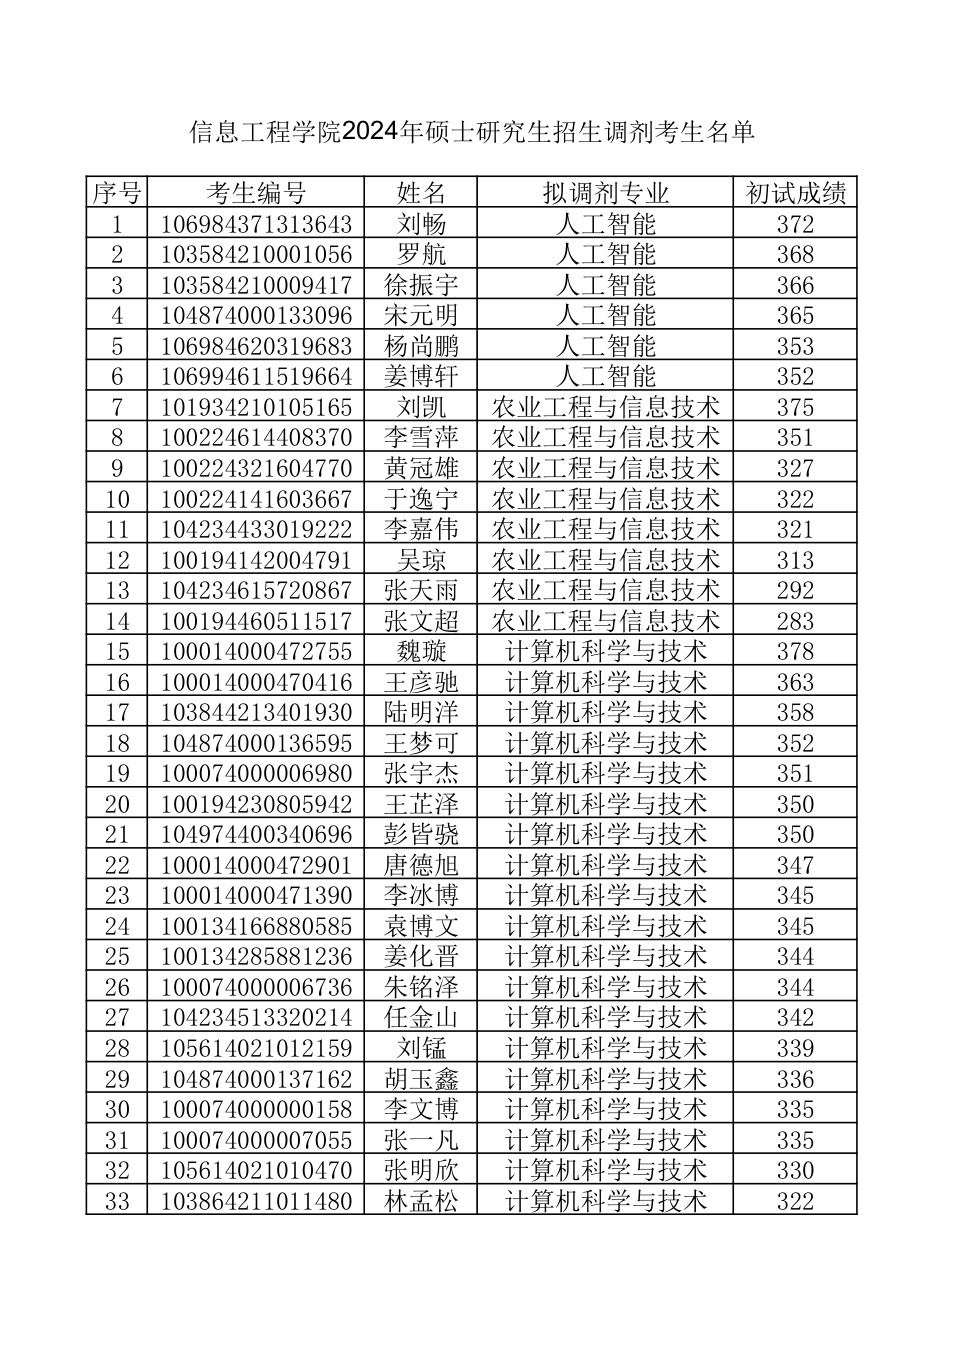 信息工程学院2024年硕士研究生招生调剂考生名单
序号 考生编号 姓名 拟调剂专业 初试成绩
1 106984371313643 刘畅 人工智能 372
2 103584210001056 罗航 人工智能 368
3 103584210009417 徐振宇 人工智能 366
4 104874000133096 宋元明 人工智能 365
5 106984620319683 杨尚鹏 人工智能 353
6 106994611519664 姜博轩 人工智能 352
7 101934210105165 刘凯 农业工程与信息技术 375
8 100224614408370 李雪萍 农业工程与信息技术 351
9 100224321604770 黄冠雄 农业工程与信息技术 327
10 100224141603667 于逸宁 农业工程与信息技术 322
11 104234433019222 李嘉伟 农业工程与信息技术 321
12 100194142004791 吴琼 农业工程与信息技术 313
13 104234615720867 张天雨 农业工程与信息技术 292
14 100194460511517 张文超 农业工程与信息技术 283
15 100014000472755 魏璇 计算机科学与技术 378
16 100014000470416 王彦驰 计算机科学与技术 363
17 103844213401930 陆明洋 计算机科学与技术 358
18 104874000136595 王梦可 计算机科学与技术 352
19 100074000006980 张宇杰 计算机科学与技术 351
20 100194230805942 王芷泽 计算机科学与技术 350
21 104974400340696 彭皆骁 计算机科学与技术 350
22 100014000472901 唐德旭 计算机科学与技术 347
23 100014000471390 李冰博 计算机科学与技术 345
24 100134166880585 袁博文 计算机科学与技术 345
25 100134285881236 姜化晋 计算机科学与技术 344
26 100074000006736 朱铭泽 计算机科学与技术 344
27 104234513320214 任金山 计算机科学与技术 342
28 105614021012159 刘锰 计算机科学与技术 339
29 104874000137162 胡玉鑫 计算机科学与技术 336
30 100074000000158 李文博 计算机科学与技术 335
31 100074000007055 张一凡 计算机科学与技术 335
32 105614021010470 张明欣 计算机科学与技术 330
33 103864211011480 林孟松 计算机科学与技术 322